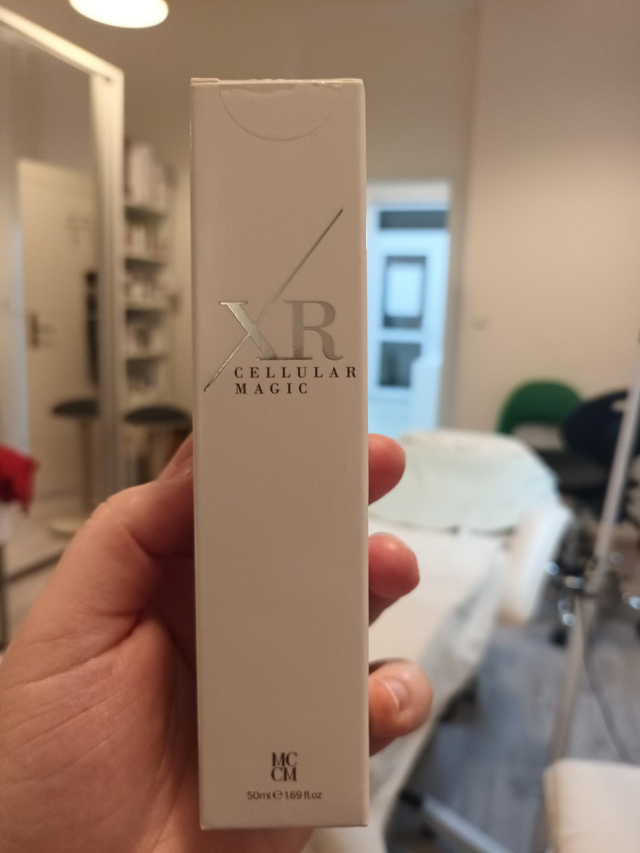 XR
CELLULAR
MAGIC
MC
CM
50ml ℮ 1.69 fl.oz